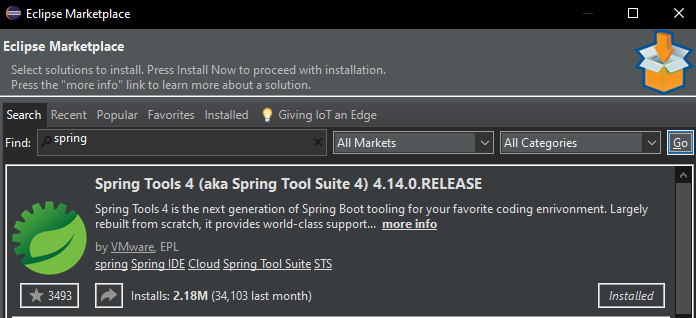 Eclipse Marketplace
Eclipse Marketplace
Select solutions to install. Press Install Now to proceed with installation.
Press the "more info" link to learn more about a solution.
Search Recent Popular Favorites Installed Giving IoT an Edge
Find: spring All Markets All Categories Go
Spring Tools 4 (aka Spring Tool Suite 4) 4.14.0.RELEASE
Spring Tools 4 is the next generation of Spring Boot tooling for your favorite coding enrivonment. Largely
rebuilt from scratch, it provides world-class support... more info
by VMware, EPL
spring Spring IDE Cloud Spring Tool Suite STS
3493 Installs: 2.18M (34,103 last month) Installed